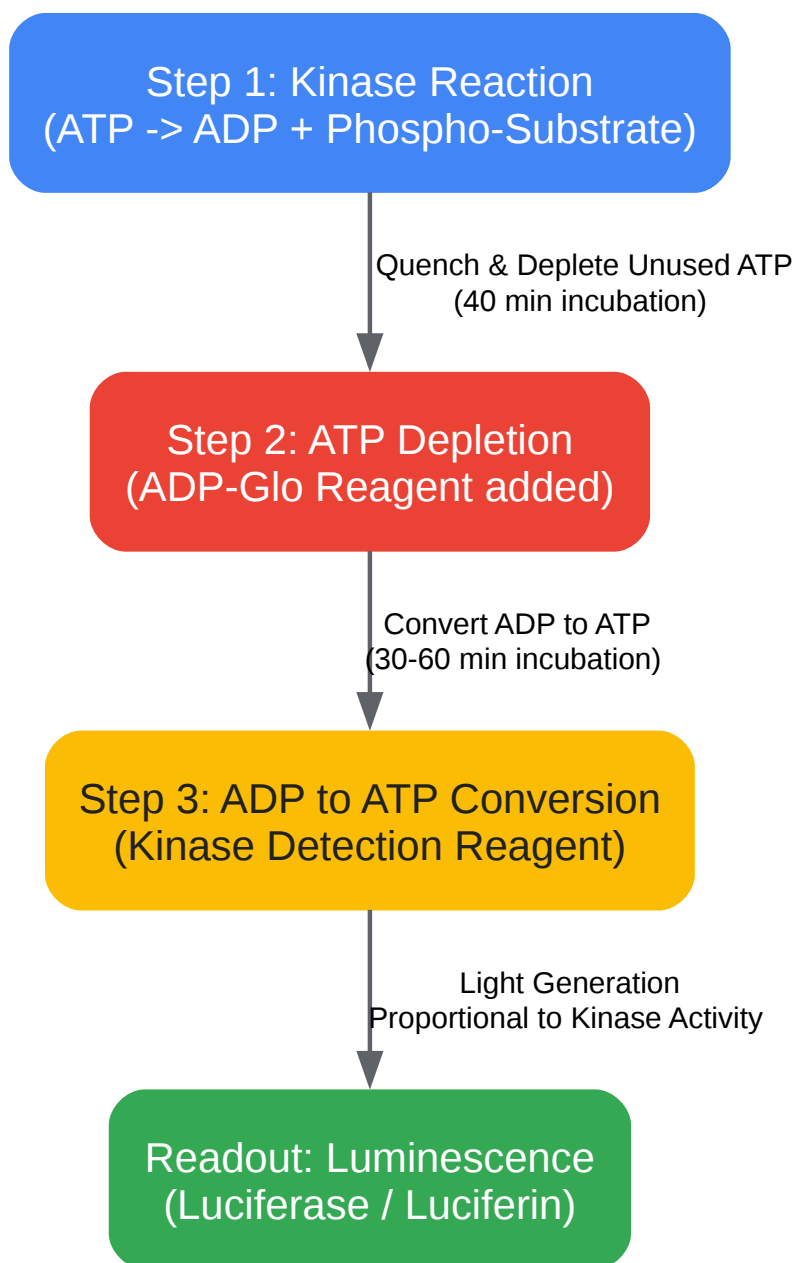 Step 1: Kinase Reaction
(ATP -> ADP + Phospho-Substrate)
Quench & Deplete Unused ATP
(40 min incubation)
Step 2: ATP Depletion
(ADP-Glo Reagent added)
Convert ADP to ATP
(30-60 min incubation)
Step 3: ADP to ATP Conversion
(Kinase Detection Reagent)
Light Generation
Proportional to Kinase Activity
Readout: Luminescence
(Luciferase / Luciferin)